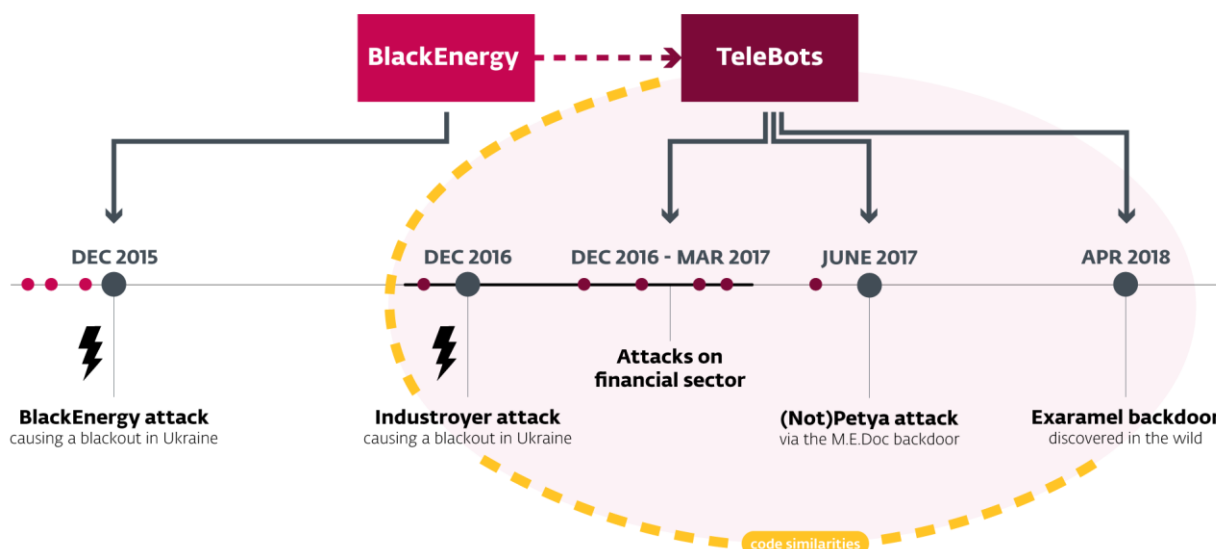 BlackEnergy
TeleBots
DEC 2015
DEC 2016
DEC 2016 - MAR 2017
JUNE 2017
APR 2018
Attacks on
financial sector
BlackEnergy attack
causing a blackout in Ukraine
Industroyer attack
causing a blackout in Ukraine
(Not)Petya attack
via the M.E.Doc backdoor
Exaramel backdoor
discovered in the wild
code similarities